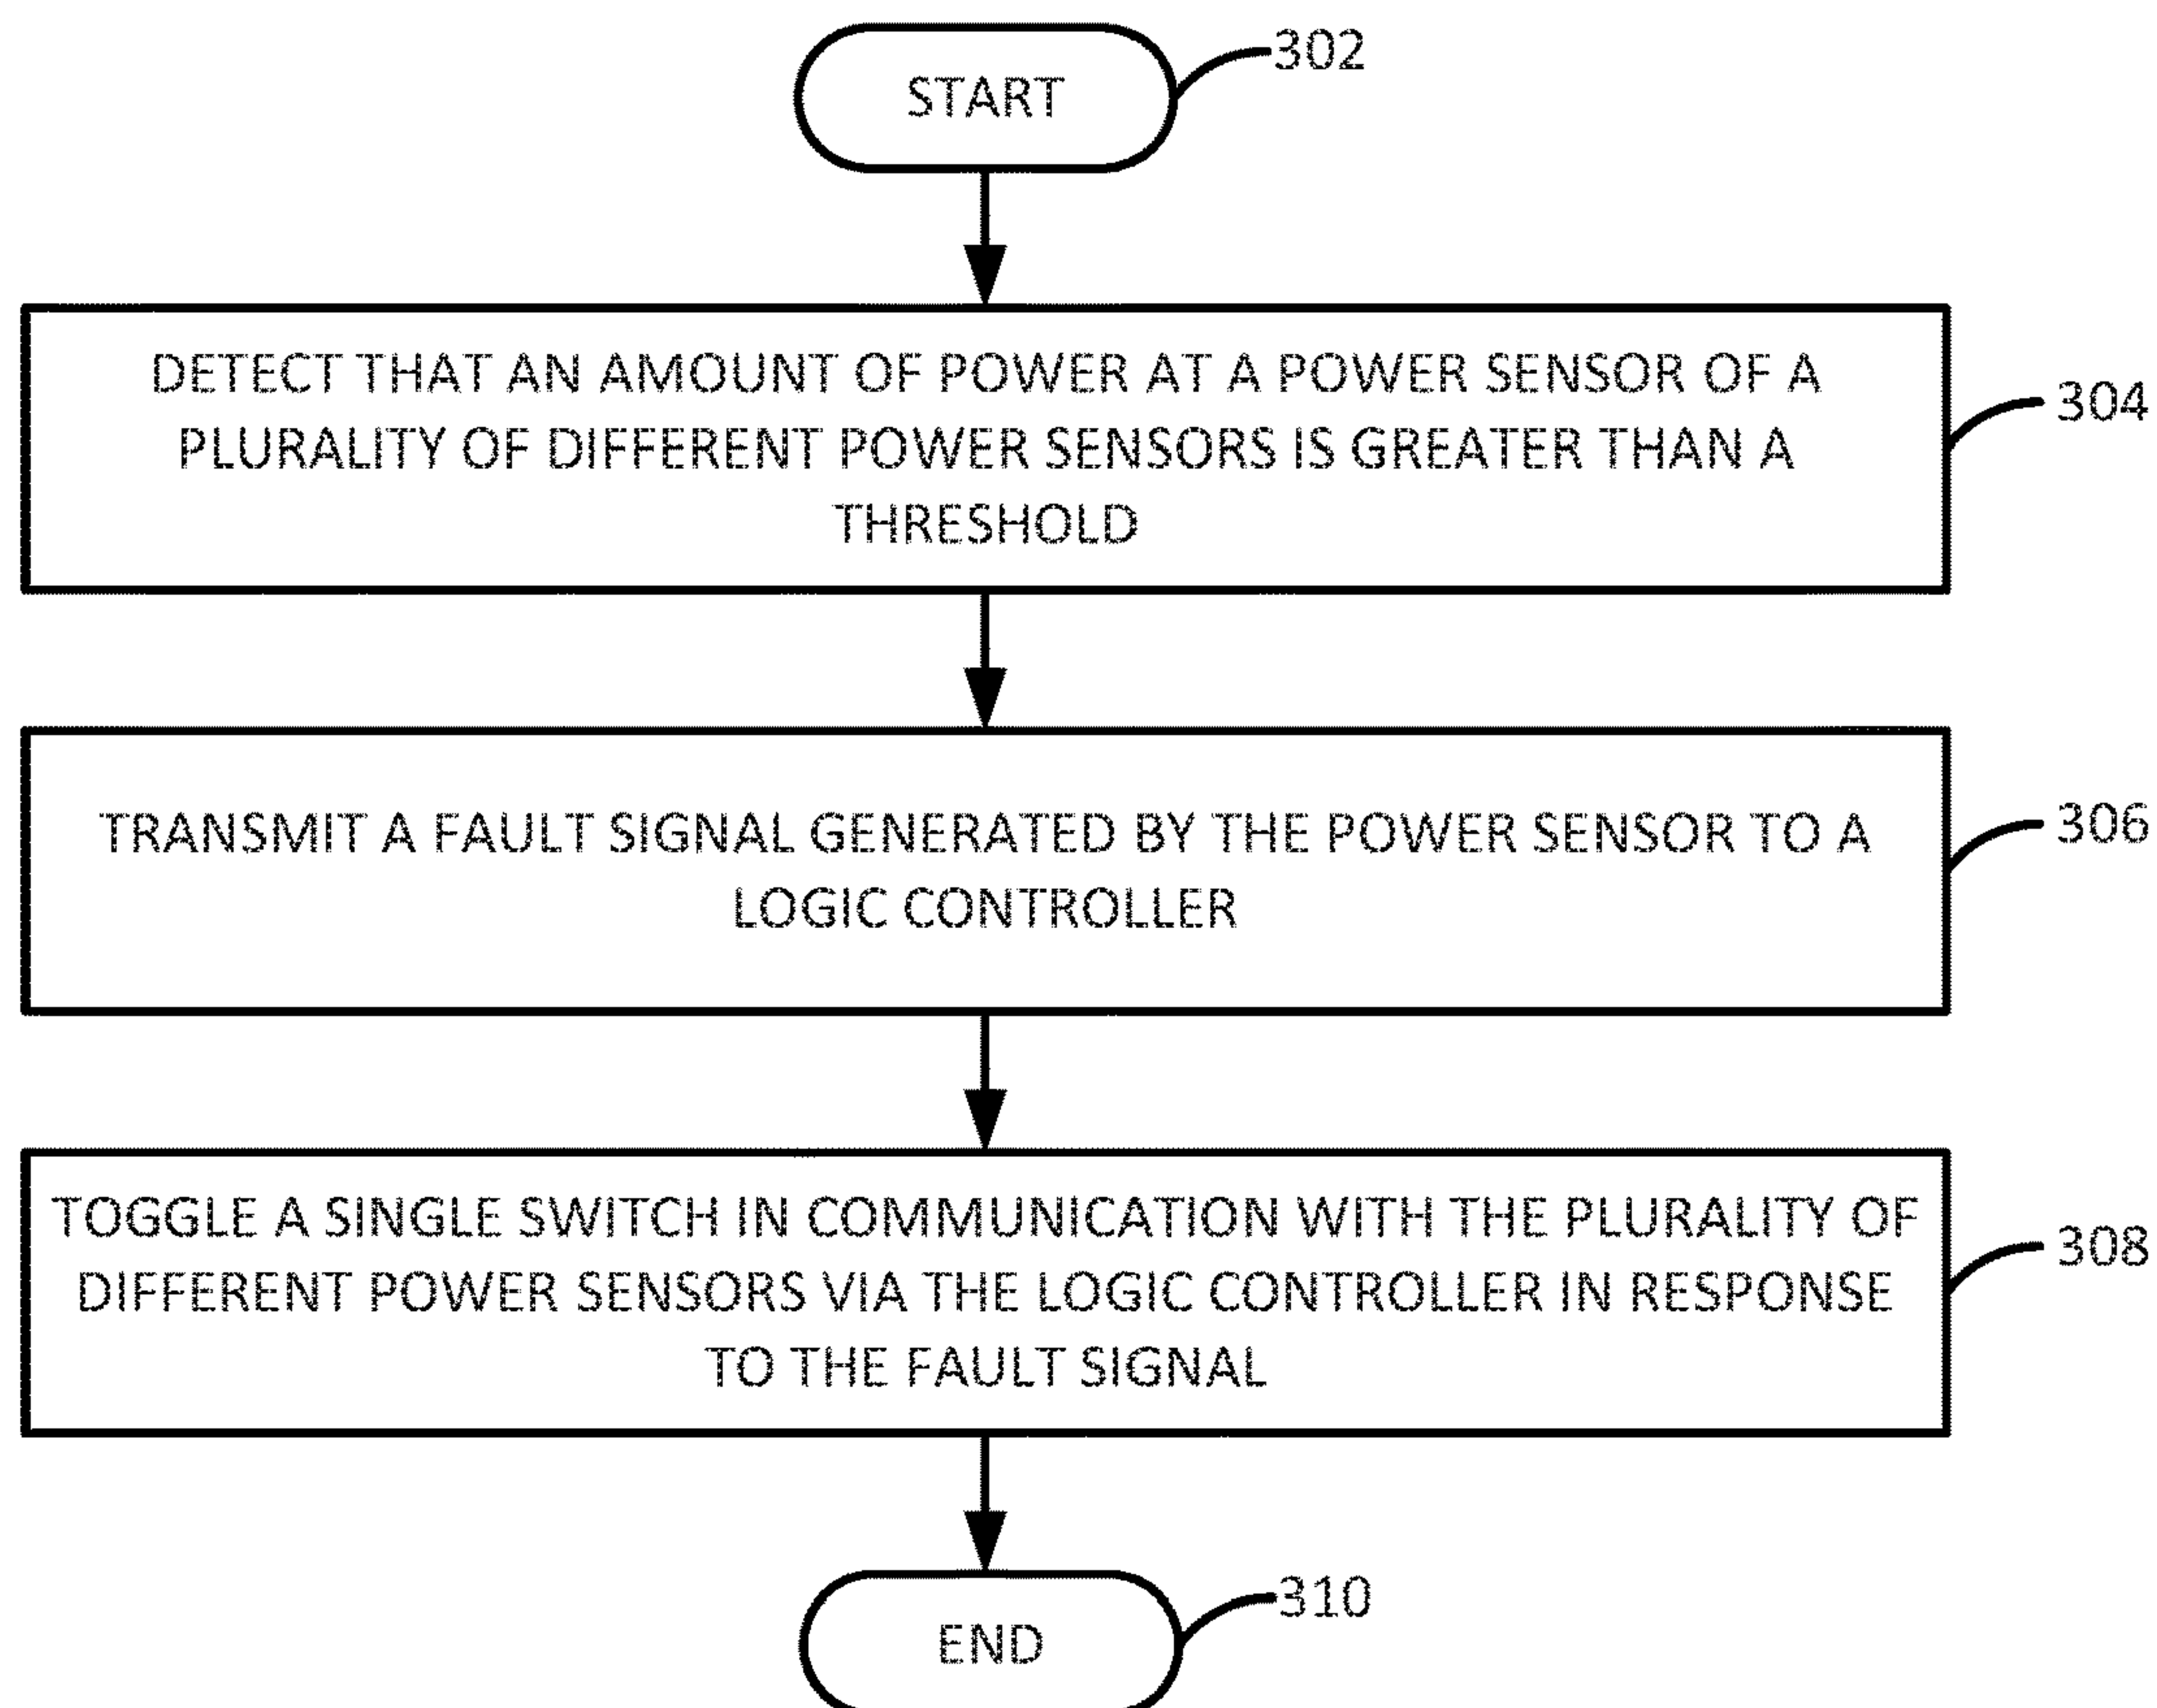 START
302
DETECT THAT AN AMOUNT OF POWER AT A POWER SENSOR OF A
PLURALITY OF DIFFERENT POWER SENSORS IS GREATER THAN A
THRESHOLD
304
TRANSMIT A FAULT SIGNAL GENERATED BY THE POWER SENSOR TO A
LOGIC CONTROLLER
306
TOGGLE A SINGLE SWITCH IN COMMUNICATION WITH THE PLURALITY OF
DIFFERENT POWER SENSORS VIA THE LOGIC CONTROLLER IN RESPONSE
TO THE FAULT SIGNAL
308
END
310